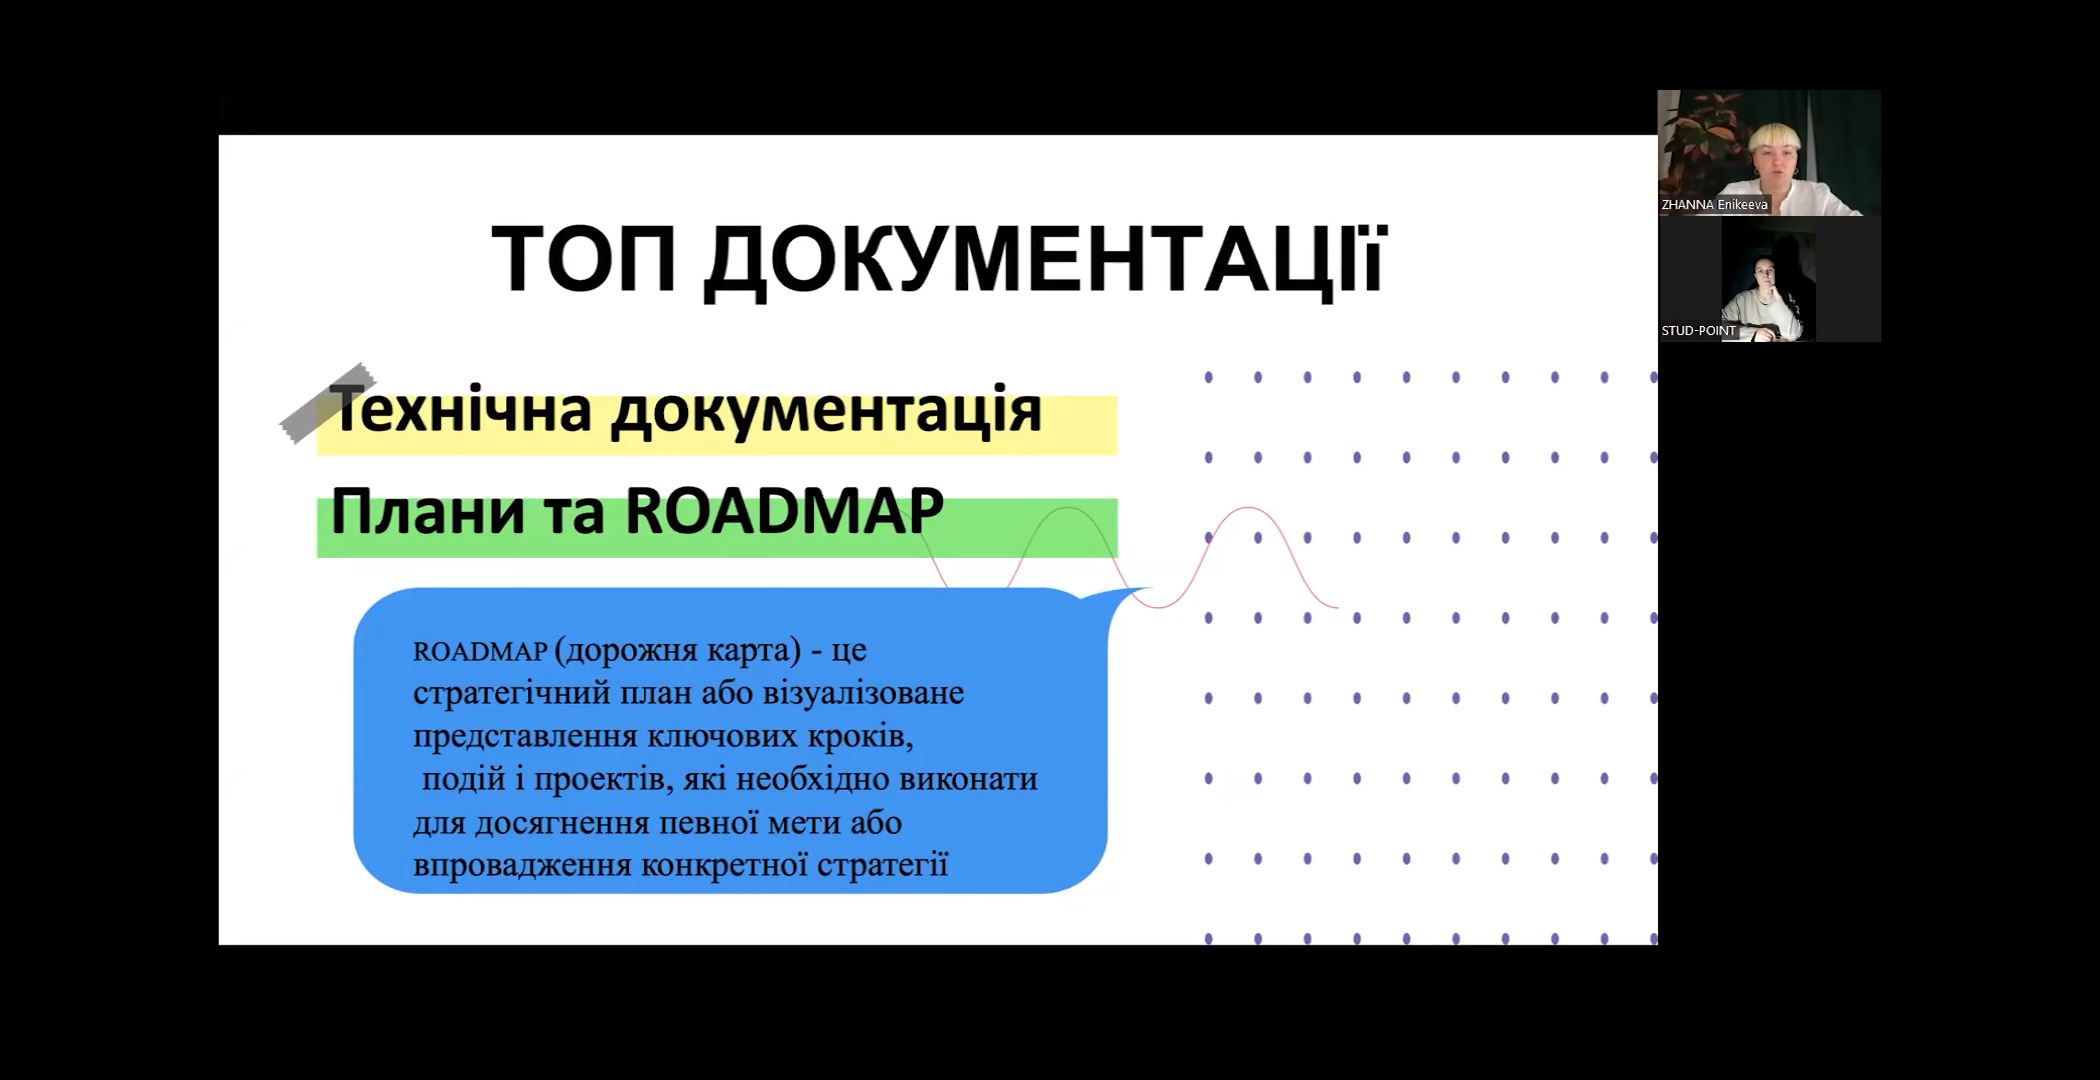 ТОП ДОКУМЕНТАЦІЇ
Технічна документація
Плани та ROADMAP
ROADMAP (дорожня карта) - це
стратегічний план або візуалізоване
представлення ключових кроків,
подій і проектів, які необхідно виконати
для досягнення певної мети або
впровадження конкретної стратегії
ZHANNA Enikeeva
STUD-POINT